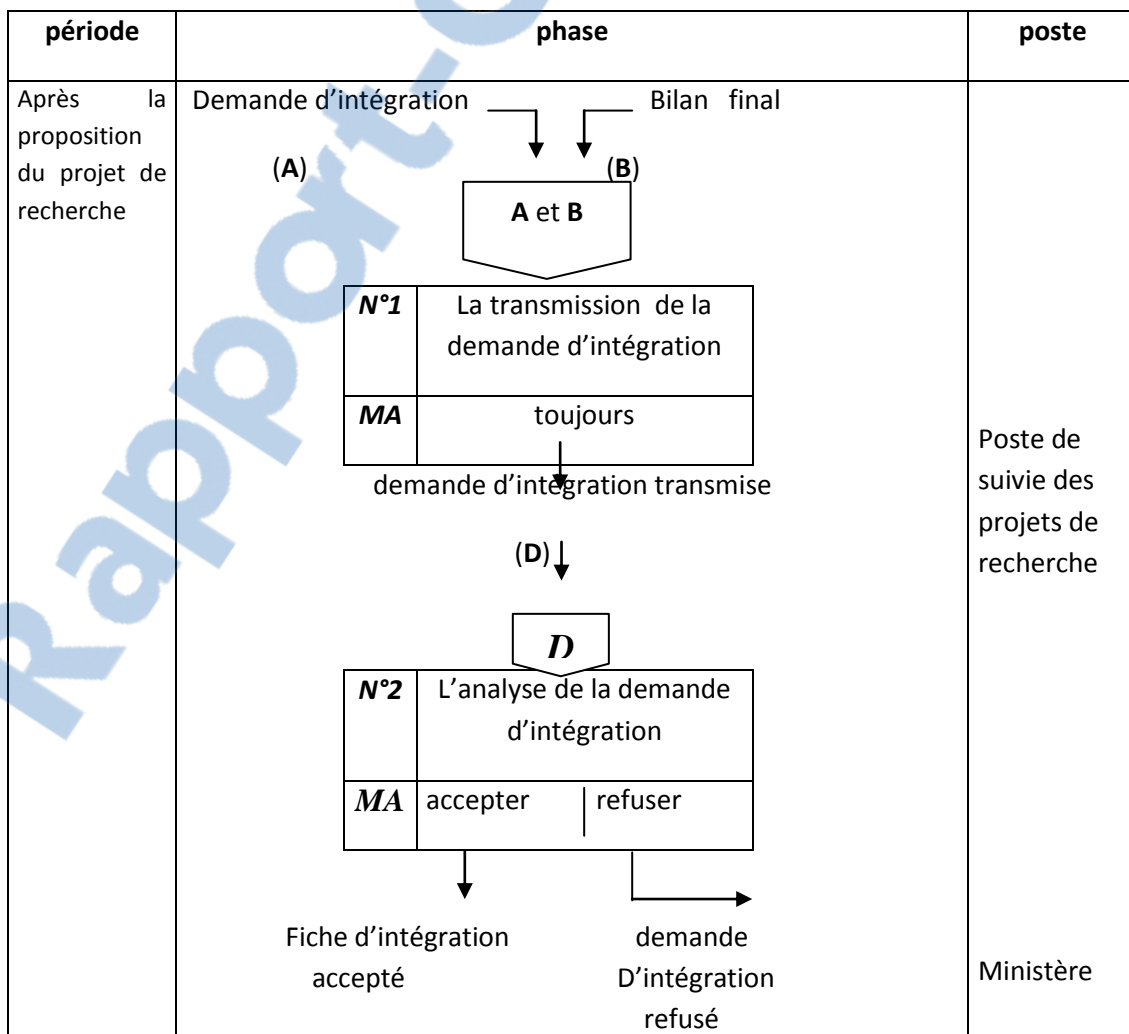 période phase poste
Après la
proposition
du projet de
recherche
Demande d’intégration
Bilan final
(A)
(B)
A et B
N°1
La transmission de la
demande d’intégration
MA
toujours
demande d’intégration transmise
(D)
D
N°2
L’analyse de la demande
d’intégration
MA
accepter
refuser
Fiche d’intégration
accepté
demande
D’intégration
refusé
Poste de
suivie des
projets de
recherche
Ministère
Rapport-